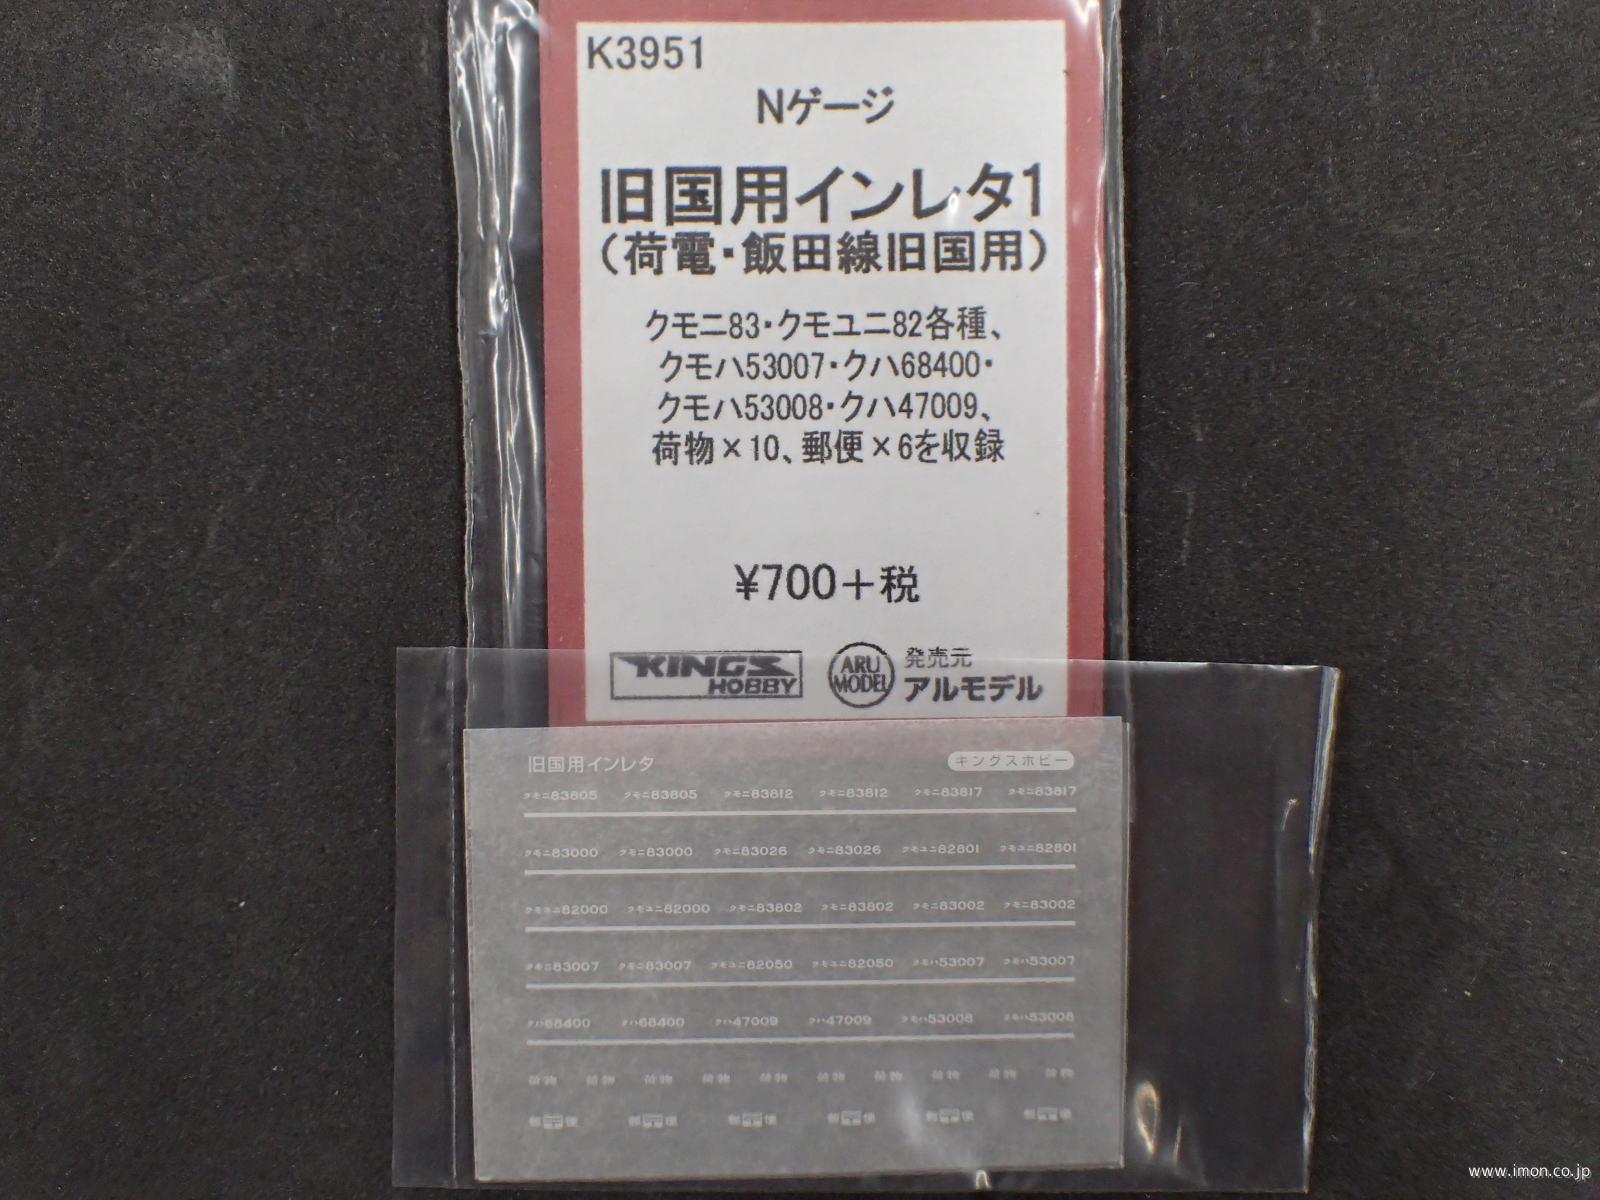 K3951
Nゲージ
旧国用インレタ1
(荷電・飯田線旧国用)
クモニ83・クモユニ82各種、
クモハ53007・クハ68400・
クモハ53008・クハ47009、
荷物×10、郵便×6を収録
¥700+税
KINGS HOBBY ARU MODEL 発売元 アルモデル
旧国用インレタ キングスホビー
クモニ83805 クモニ83805 クモニ83812 クモニ83812 クモニ83817 クモニ83817
クモニ83000 クモニ83000 クモニ83026 クモニ83026 クモユニ82801 クモユニ82801
クモユニ82000 クモユニ82000 クモニ83802 クモニ83802 クモニ83002 クモニ83002
クモニ83007 クモニ83007 クモユニ82050 クモユニ82050 クモハ53007 クモハ53007
クハ68400 クハ68400 クハ47009 クハ47009 クモハ53008 クモハ53008
荷物 荷物 荷物 荷物 荷物 荷物 荷物 荷物 荷物 荷物
郵〒便 郵〒便 郵〒便 郵〒便 郵〒便 郵〒便
www.imon.co.jp